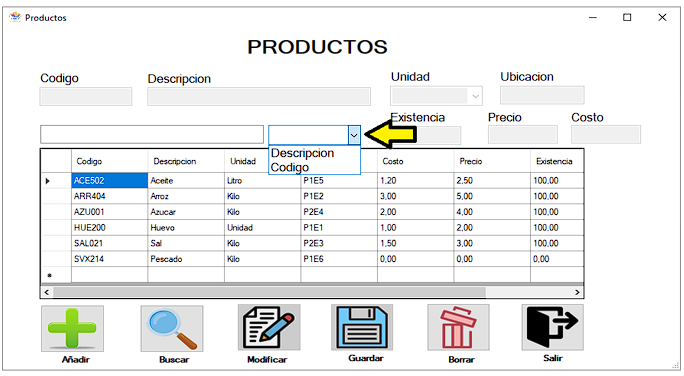 Productos
PRODUCTOS
Codigo Descripcion Unidad Ubicacion
Existencia Precio Costo
Descripcion
Codigo
Codigo Descripcion Unidad Costo Precio Existencia
ACE502 Aceite Litro P1E5 1,20 2,50 100,00
ARR404 Arroz Kilo P1E2 3,00 5,00 100,00
AZU001 Azucar Kilo P2E4 2,00 4,00 100,00
HUE200 Huevo Unidad P1E1 1,00 2,00 100,00
SAL021 Sal Kilo P2E3 1,50 3,00 100,00
SVX214 Pescado Kilo P1E6 0,00 0,00 0,00
Añadir Buscar Modificar Guardar Borrar Salir